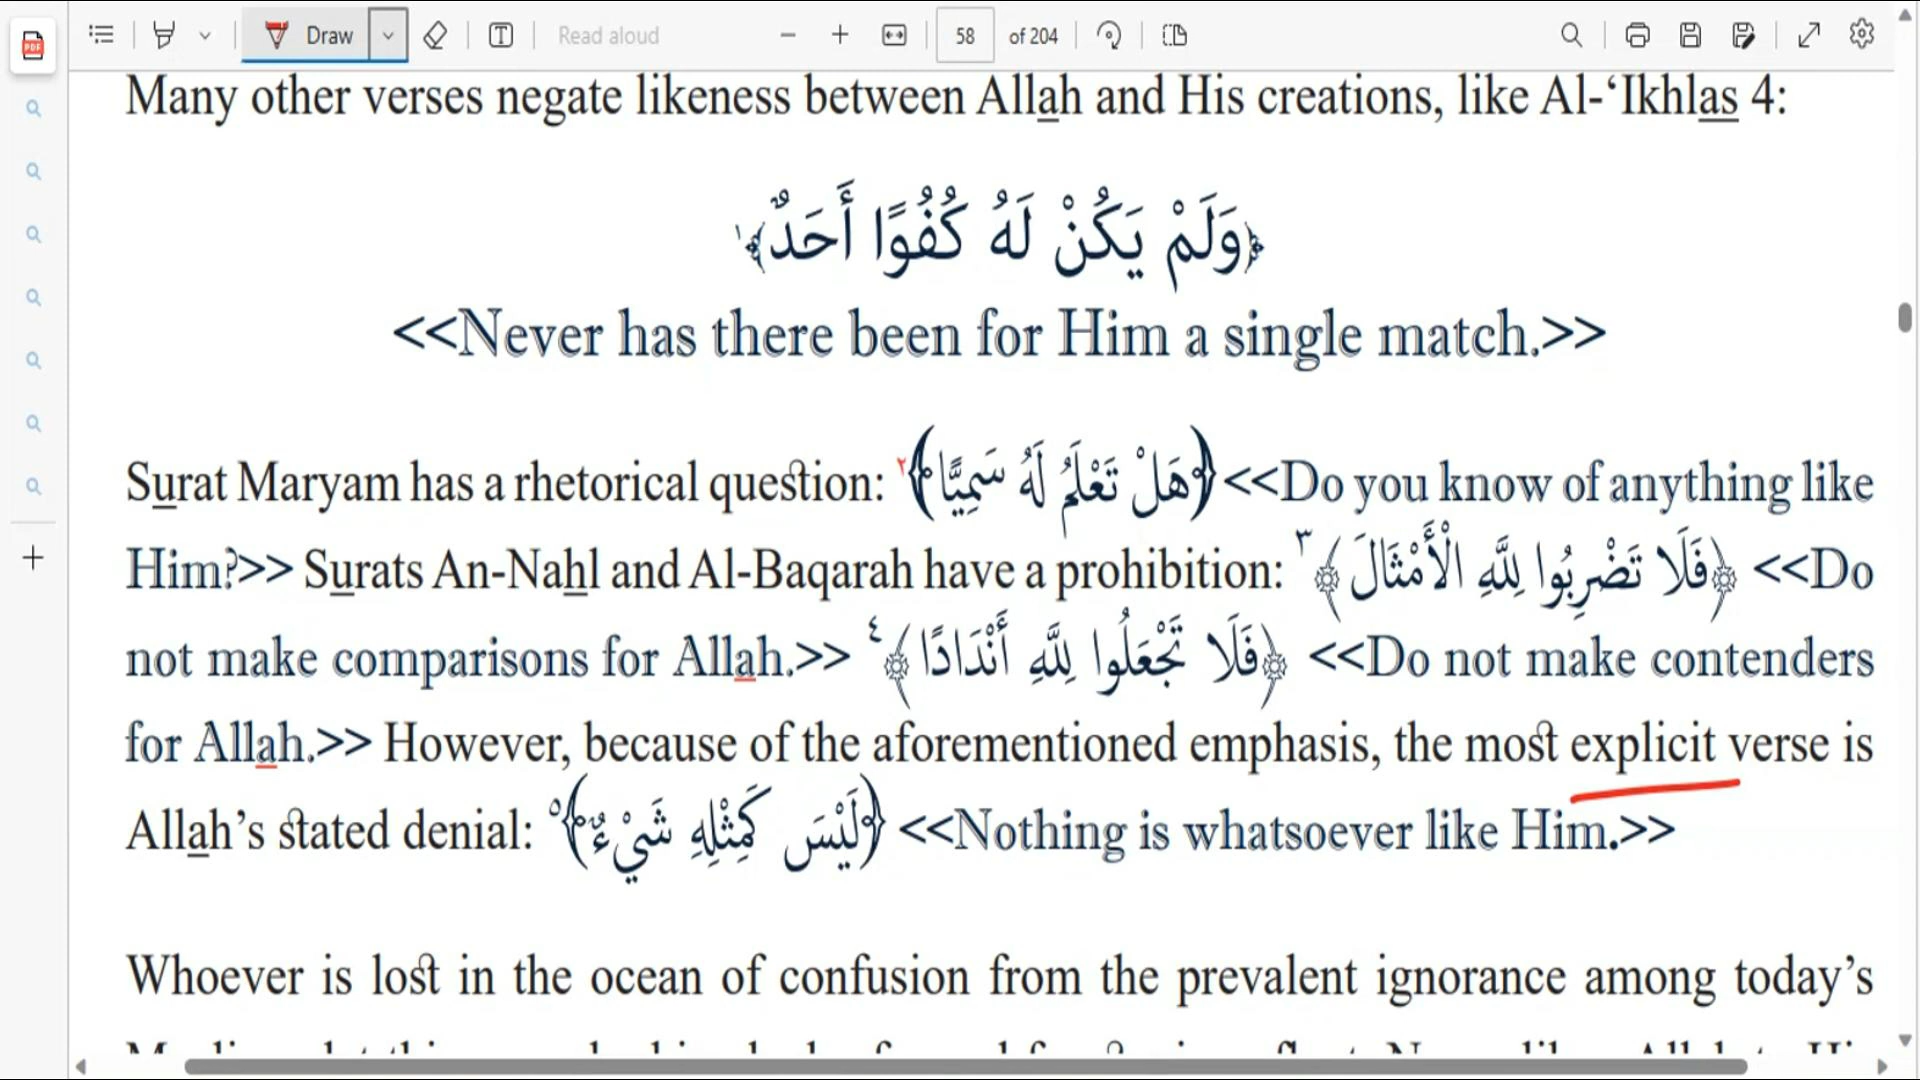 Draw
Read aloud
58 of 204
Many other verses negate likeness between Allah and His creations, like Al-‘Ikhlas 4:
﴿وَلَمْ يَكُنْ لَهُ كُفُوًا أَحَدٌ﴾١
<<Never has there been for Him a single match.>>
Surat Maryam has a rhetorical question: ﴿هَلْ تَعْلَمُ لَهُ سَمِيًّا﴾٢ <<Do you know of anything like
Him?>> Surats An-Nahl and Al-Baqarah have a prohibition: ﴿فَلَا تَضْرِبُوا لِلَّهِ الْأَمْثَالَ﴾٣ <<Do
not make comparisons for Allah.>> ﴿فَلَا تَجْعَلُوا لِلَّهِ أَنْدَادًا﴾٤ <<Do not make contenders
for Allah.>> However, because of the aforementioned emphasis, the most explicit verse is
Allah’s stated denial: ﴿لَيْسَ كَمِثْلِهِ شَيْءٌ﴾٥ <<Nothing is whatsoever like Him.>>
Whoever is lost in the ocean of confusion from the prevalent ignorance among today’s